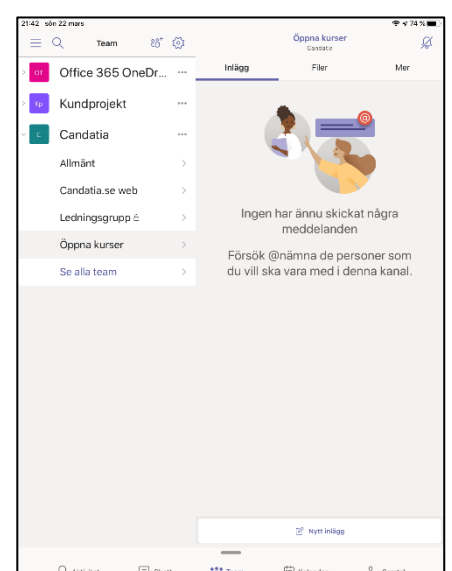 21:42 sön 22 mars
74 %
Team
Öppna kurser
Candatia
Inlägg
Filer
Mer
OT
Office 365 OneDr...
Kp
Kundprojekt
C
Candatia
Allmänt
Candatia.se web
Ledningsgrupp
Öppna kurser
Se alla team
@
Ingen har ännu skickat några
meddelanden
Försök @nämna de personer som
du vill ska vara med i denna kanal.
Nytt inlägg